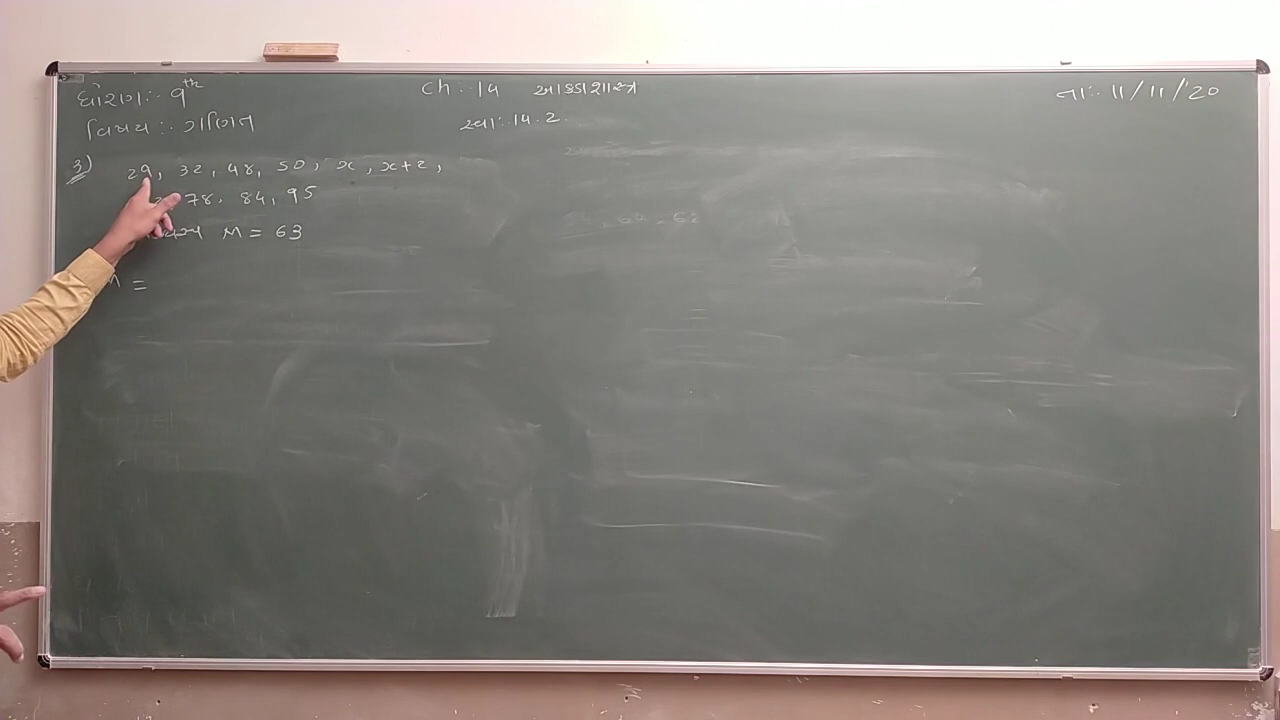 ધોરણ:- 9th
વિષય:- ગણિત
ch:-14 આંકડાશાસ્ત્ર
સ્વા:-14.2
તા:- 11/11/'20
3) 29, 32, 48, 50, x, x+2,
78, 84, 95
M = 63
=